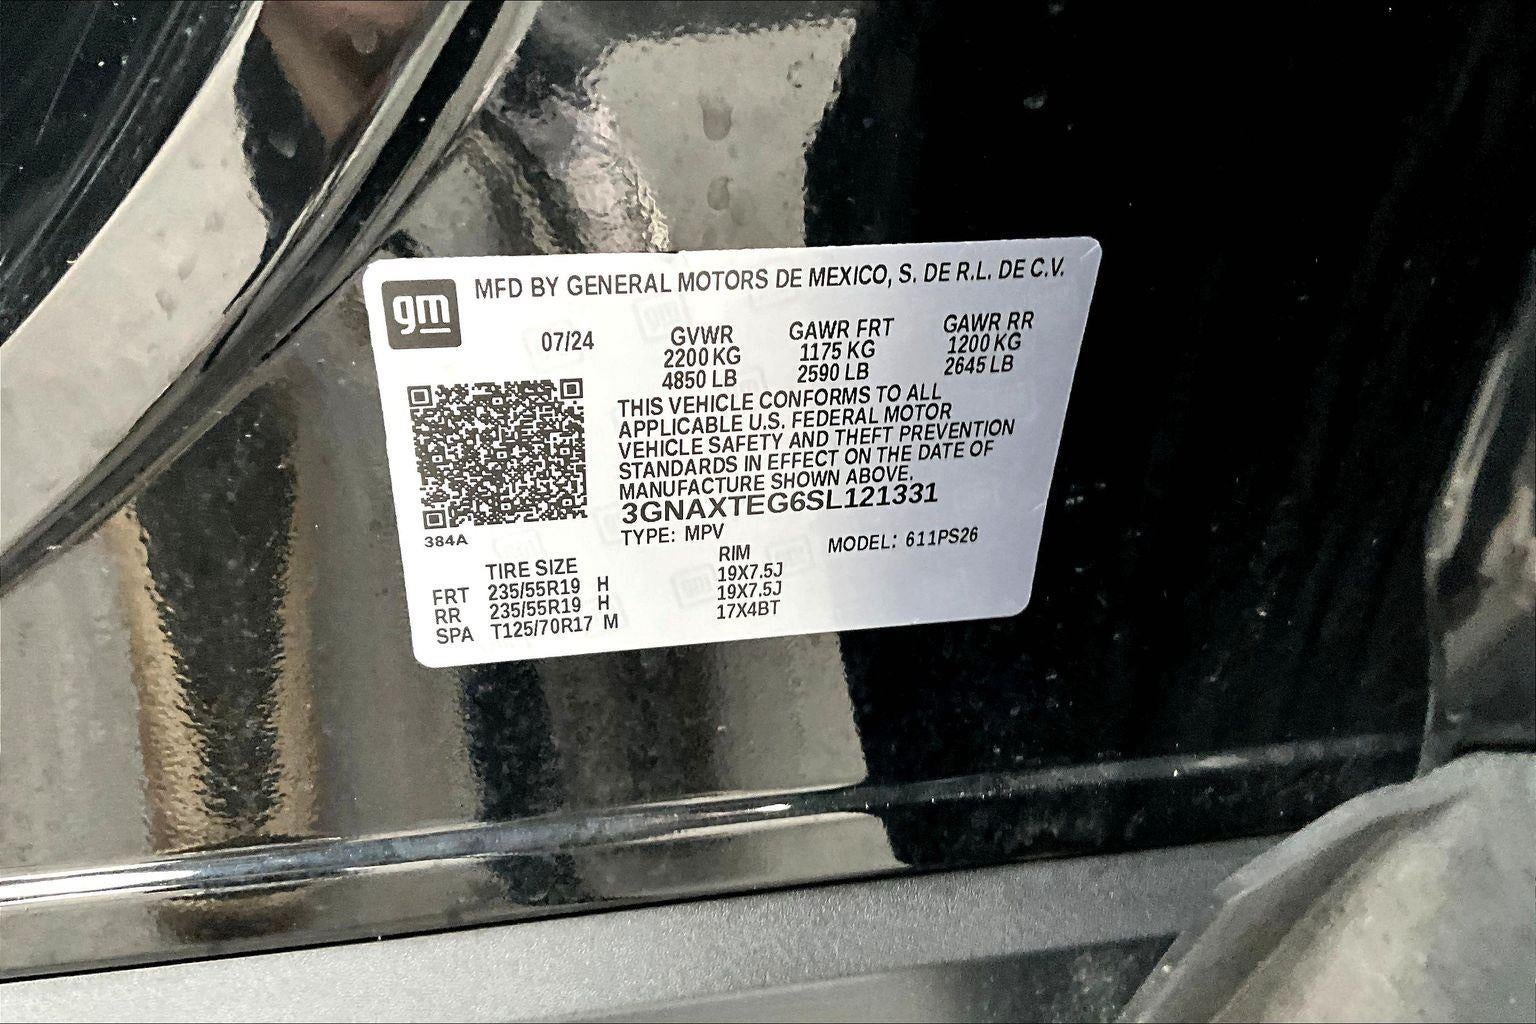 gm
MFD BY GENERAL MOTORS DE MEXICO, S. DE R.L. DE C.V.
07/24 GVWR GAWR FRT GAWR RR
2200 KG 1175 KG 1200 KG
4850 LB 2590 LB 2645 LB
THIS VEHICLE CONFORMS TO ALL
APPLICABLE U.S. FEDERAL MOTOR
VEHICLE SAFETY AND THEFT PREVENTION
STANDARDS IN EFFECT ON THE DATE OF
MANUFACTURE SHOWN ABOVE.
3GNAXTEG6SL121331
384A
TYPE: MPV MODEL: 611PS26
TIRE SIZE RIM
FRT 235/55R19 H 19X7.5J
RR 235/55R19 H 19X7.5J
SPA T125/70R17 M 17X4BT